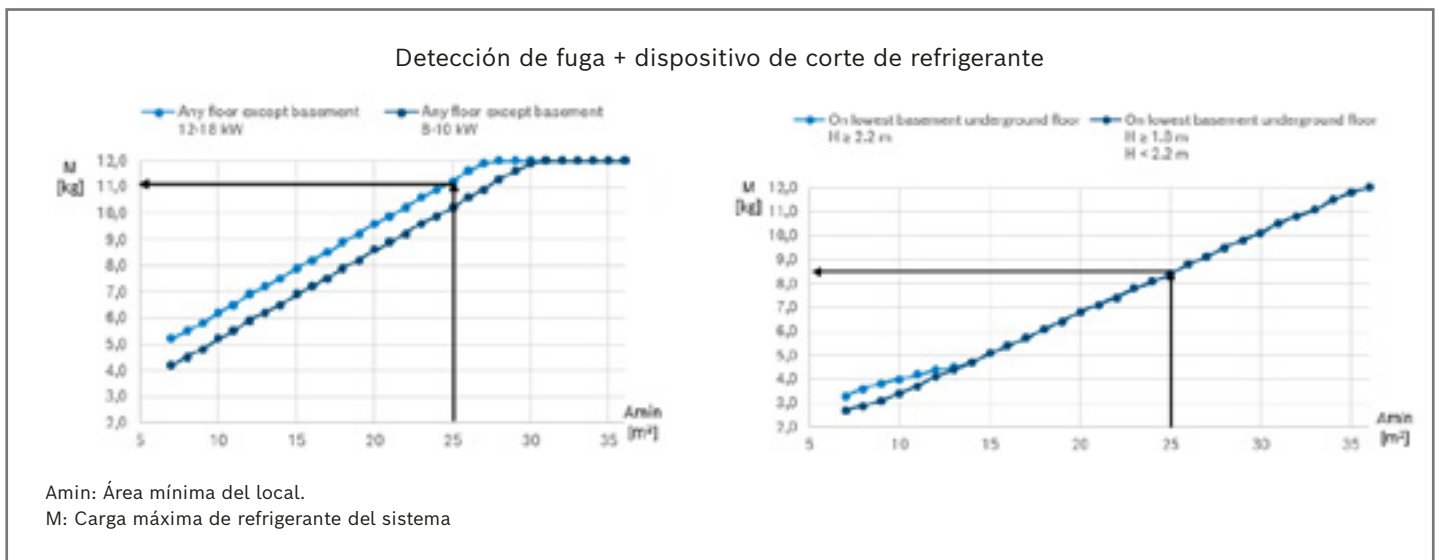 Detección de fuga + dispositivo de corte de refrigerante
Any floor except basement
12-18 kW
Any floor except basement
8-10 kW
M
[kg]
12,0
11,0
10,0
9,0
8,0
7,0
6,0
5,0
4,0
3,0
2,0
5 10 15 20 25 30 35
Amin
[m²]
On lowest basement underground floor
H ≥ 2.2 m
On lowest basement underground floor
H ≥ 1.8 m
H < 2.2 m
M
[kg]
12,0
11,0
10,0
9,0
8,0
7,0
6,0
5,0
4,0
3,0
2,0
5 10 15 20 25 30 35
Amin
[m²]
Amin: Área mínima del local.
M: Carga máxima de refrigerante del sistema